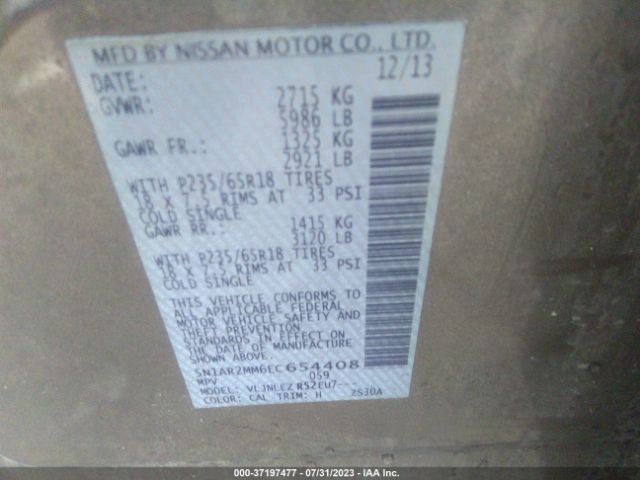 MFD BY NISSAN MOTOR CO., LTD.
DATE: 12/13
GVWR: 2715 KG
5986 LB
GAWR FR.: 1325 KG
2921 LB
WITH P235/65R18 TIRES
18 X 7.5 RIMS AT 33 PSI
COLD SINGLE
GAWR RR.: 1415 KG
3120 LB
WITH P235/65R18 TIRES
18 X 7.5 RIMS AT 33 PSI
COLD SINGLE
THIS VEHICLE CONFORMS TO
ALL APPLICABLE FEDERAL
MOTOR VEHICLE SAFETY AND
THEFT PREVENTION
STANDARDS IN EFFECT ON
THE DATE OF MANUFACTURE
SHOWN ABOVE.
5N1AR2MM6EC654408
MPV 059
MODEL: VLJNLEZ R52EU7--
COLOR: CAL TRIM: H ZS30A
000-37197477 - 07/31/2023 - IAA Inc.